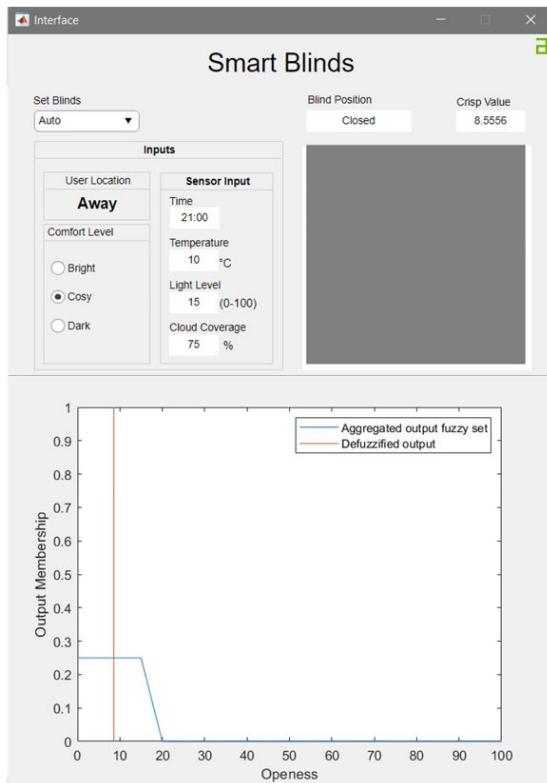 Interface
Smart Blinds
Set Blinds
Auto
Blind Position
Closed
Crisp Value
8.5556
Inputs
User Location
Away
Comfort Level
Bright
Cosy
Dark
Sensor Input
Time
21:00
Temperature
10 °C
Light Level
15 (0-100)
Cloud Coverage
75 %
Aggregated output fuzzy set
Defuzzified output
Output Membership
1
0.9
0.8
0.7
0.6
0.5
0.4
0.3
0.2
0.1
0
0 10 20 30 40 50 60 70 80 90 100
Openess